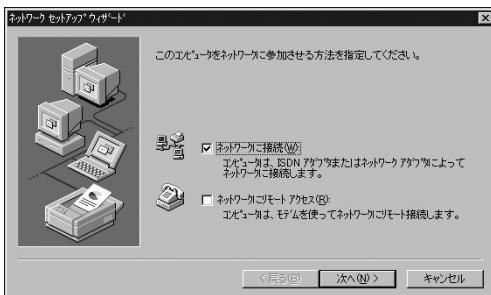 ネットワーク セットアップ ウィザード
このコンピュータをネットワークに参加させる方法を指定してください。
ネットワークに接続(W):
コンピュータは、ISDN アダプタまたはネットワーク アダプタによって
ネットワークに接続します。
ネットワークにリモート アクセス(R):
コンピュータは、モデムを使ってネットワークにリモート接続します。
< 戻る(B)
次へ(N) >
キャンセル